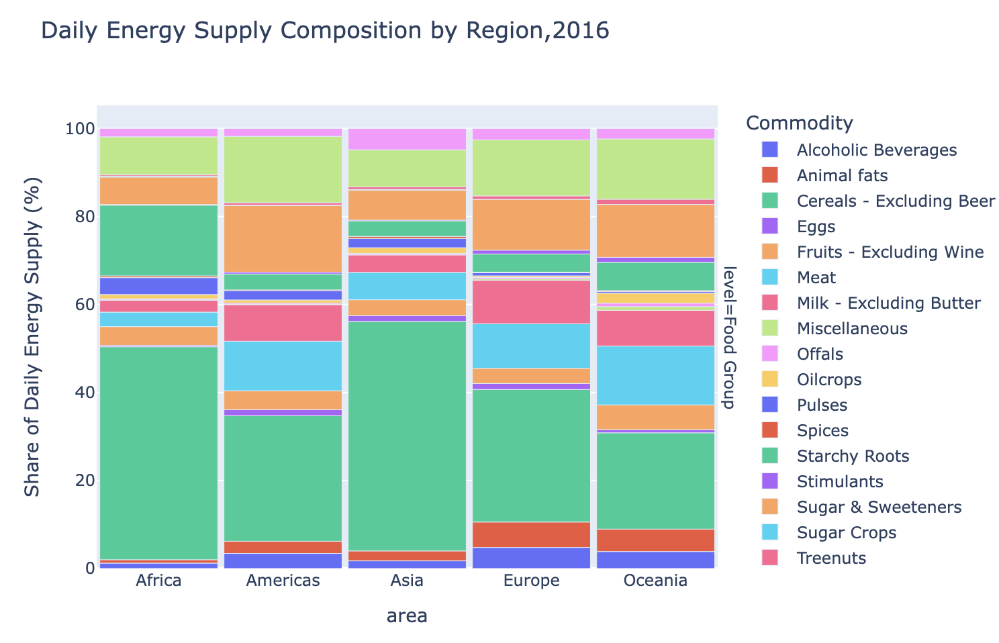 Daily Energy Supply Composition by Region,2016
Share of Daily Energy Supply (%)
100
80
60
40
20
0
Africa
Americas
Asia
Europe
Oceania
area
level=Food Group
Commodity
Alcoholic Beverages
Animal fats
Cereals - Excluding Beer
Eggs
Fruits - Excluding Wine
Meat
Milk - Excluding Butter
Miscellaneous
Offals
Oilcrops
Pulses
Spices
Starchy Roots
Stimulants
Sugar & Sweeteners
Sugar Crops
Treenuts